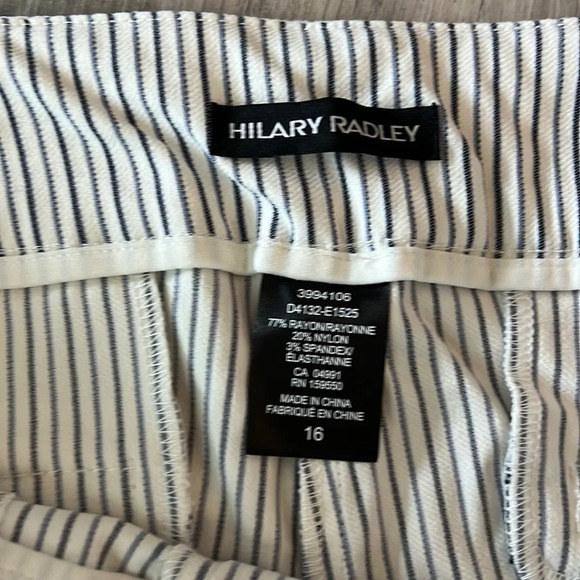 HILARY RADLEY
3994106
D4132-E1525
77% RAYON/RAYONNE
20% NYLON
3% SPANDEX/
ÉLASTHANNE
CA 04991
RN 159550
MADE IN CHINA
FABRIQUÉ EN CHINE
16